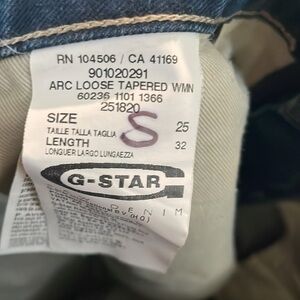 RN 104506 / CA 41169
901020291
ARC LOOSE TAPERED WMN
60236 1101 1366
251820
SIZE
TAILLE TALLA TAGLIA
S
25
LENGTH
32
LONGUER LARGO LUNGAEZZA
G-STAR
DENIM